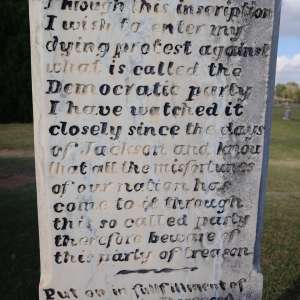 Through this inscription
I wish to enter my
dying protest against
what is called the
Democratic party
I have watched it
closely since the days
of Jackson and know
that all the misfortunes
of our nation has
come to it through
this so called party
therefore beware of
this party of treason
Put on in fulfillment of